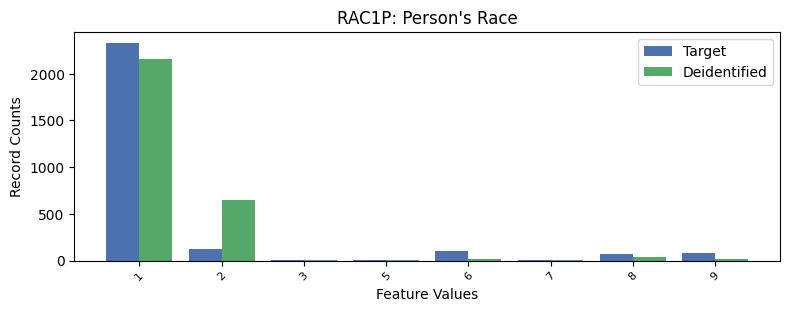 RAC1P: Person's Race
Target
Deidentified
Record Counts
2000
1500
1000
500
0
1 2 3 5 6 7 8 9
Feature Values